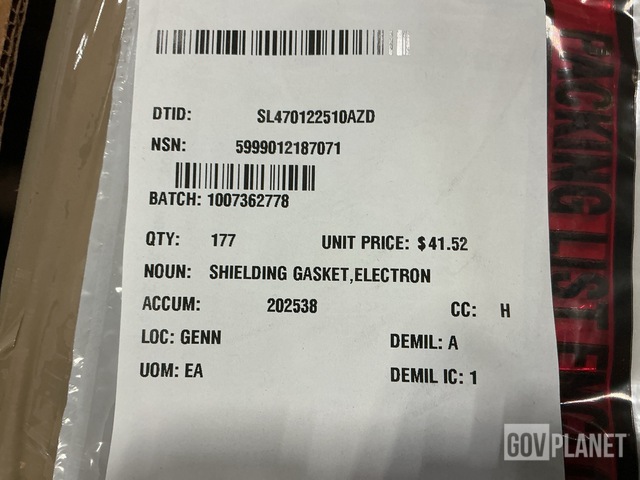 DTID: SL470122510AZD
NSN: 5999012187071
BATCH: 1007362778
QTY: 177 UNIT PRICE: $41.52
NOUN: SHIELDING GASKET,ELECTRON
ACCUM: 202538 CC: H
LOC: GENN DEMIL: A
UOM: EA DEMIL IC: 1
PACKING LIST
GOVPLANET